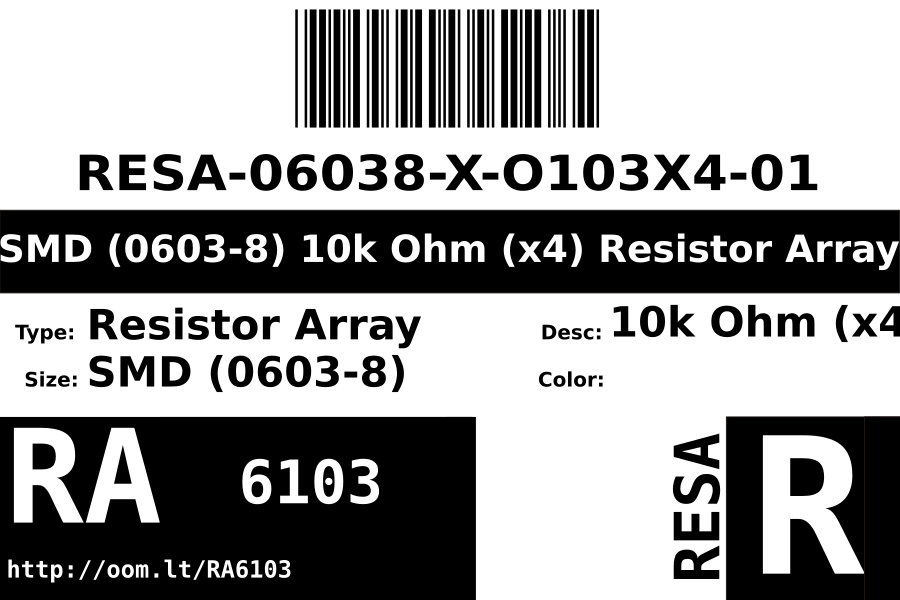 RESA-06038-X-O103X4-01
SMD (0603-8) 10k Ohm (x4) Resistor Array
Type: Resistor Array
Desc: 10k Ohm (x4
Size: SMD (0603-8)
Color:
RA 6103
RESA R
http://oom.lt/RA6103